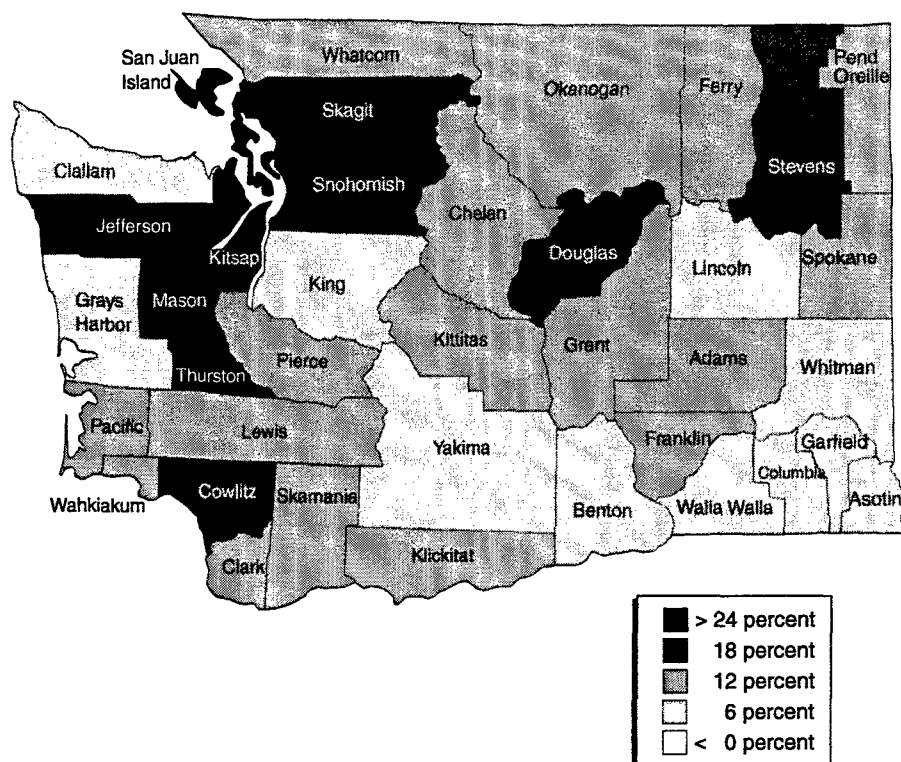 San Juan
Island
Whatcom
Skagit
Okanogan
Ferry
Pend
Oreille
Stevens
Clallam
Snohomish
Chelan
Jefferson
Kitsap
Douglas
Lincoln
Spokane
Grays
Harbor
Mason
King
Kittitas
Grant
Adams
Whitman
Thurston
Pierce
Pacific
Lewis
Yakima
Franklin
Garfield
Columbia
Asotin
Wahkiakum
Cowlitz
Skamania
Benton
Walla Walla
Clark
Klickitat
> 24 percent
18 percent
12 percent
6 percent
< 0 percent